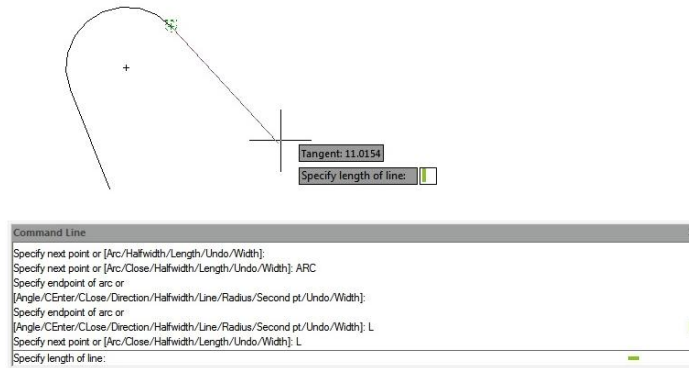 Tangent: 11.0154
Specify length of line:
Command Line
Specify next point or [Arc/Halfwidth/Length/Undo/Width]:
Specify next point or [Arc/Close/Halfwidth/Length/Undo/Width]: ARC
Specify endpoint of arc or
[Angle/CEnter/CLose/Direction/Halfwidth/Line/Radius/Second pt/Undo/Width]:
Specify endpoint of arc or
[Angle/CEnter/CLose/Direction/Halfwidth/Line/Radius/Second pt/Undo/Width]: L
Specify next point or [Arc/Close/Halfwidth/Length/Undo/Width]: L
Specify length of line: